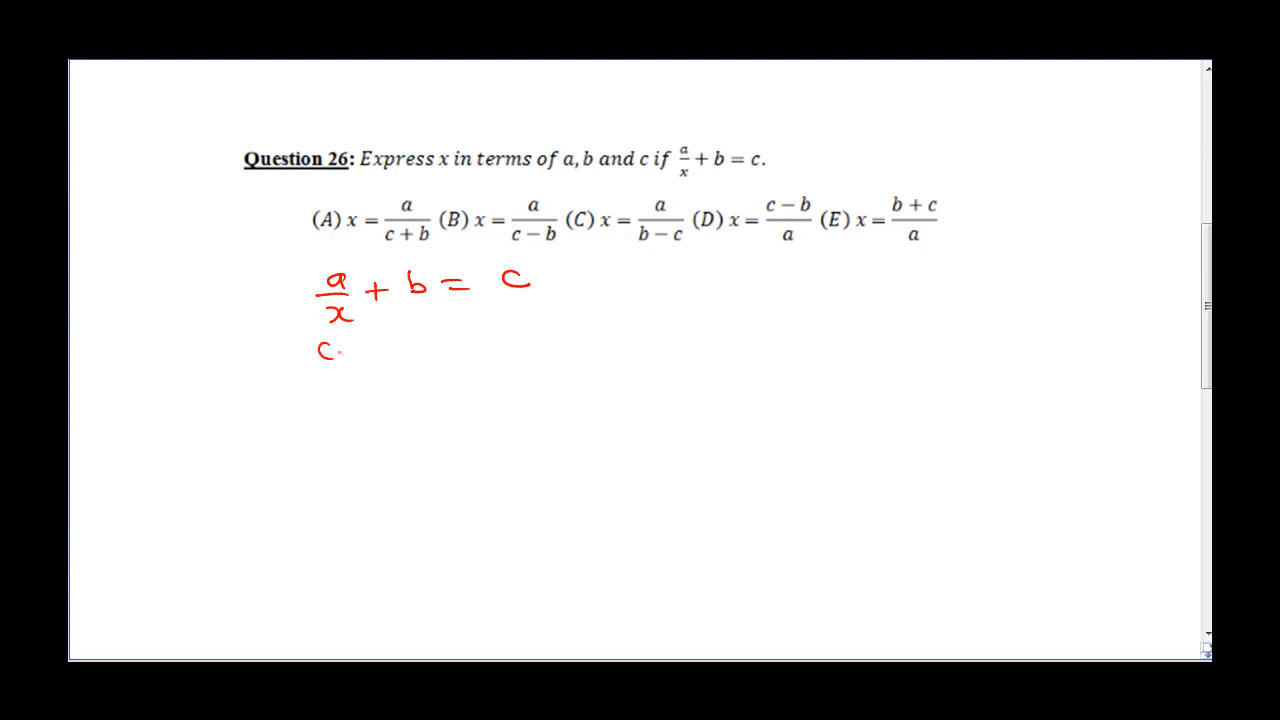 Question 26: Express x in terms of a, b and c if a/x + b = c.
(A) x = a/(c + b) (B) x = a/(c − b) (C) x = a/(b − c) (D) x = (c − b)/a (E) x = (b + c)/a
a/x + b = c
c